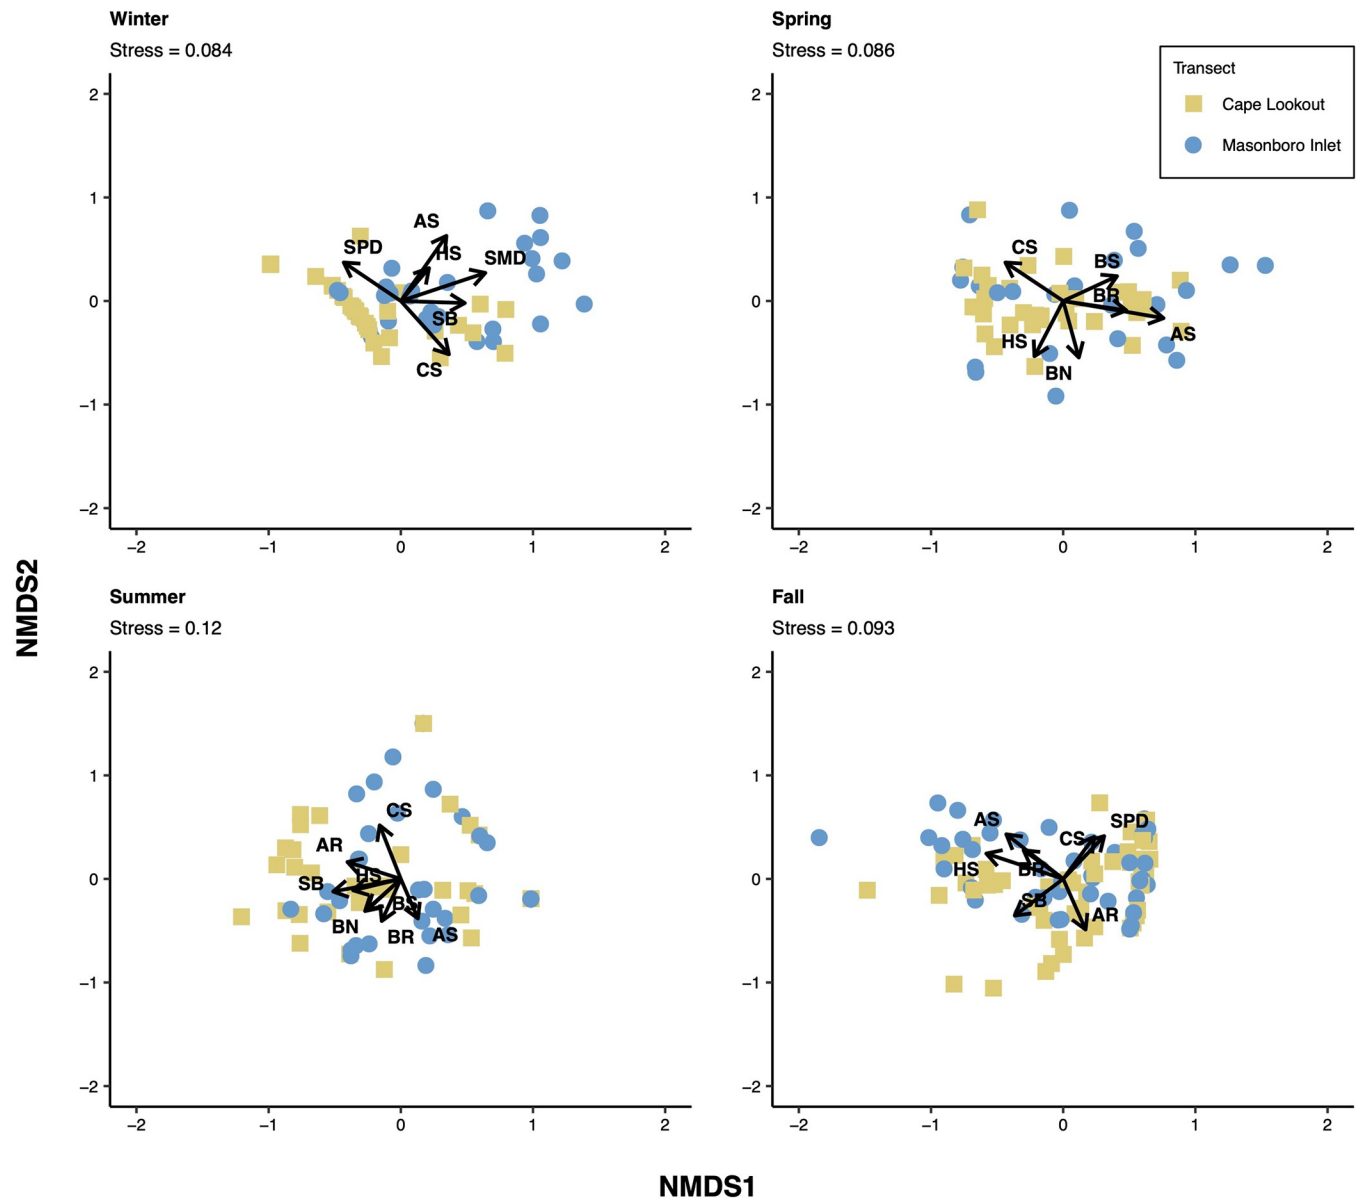 Winter
Stress = 0.084
2
1
0
−1
−2
−2
−1
0
1
2
AS
SPD
HS
SMD
SB
CS
Spring
Stress = 0.086
2
1
0
−1
−2
−2
−1
0
1
2
CS
BS
BR
AS
HS
BN
Transect
Cape Lookout
Masonboro Inlet
NMDS2
Summer
Stress = 0.12
2
1
0
−1
−2
−2
−1
0
1
2
CS
AR
HS
SB
BS
BN
BR
AS
Fall
Stress = 0.093
2
1
0
−1
−2
−2
−1
0
1
2
AS
SPD
CS
HS
BR
SB
AR
NMDS1